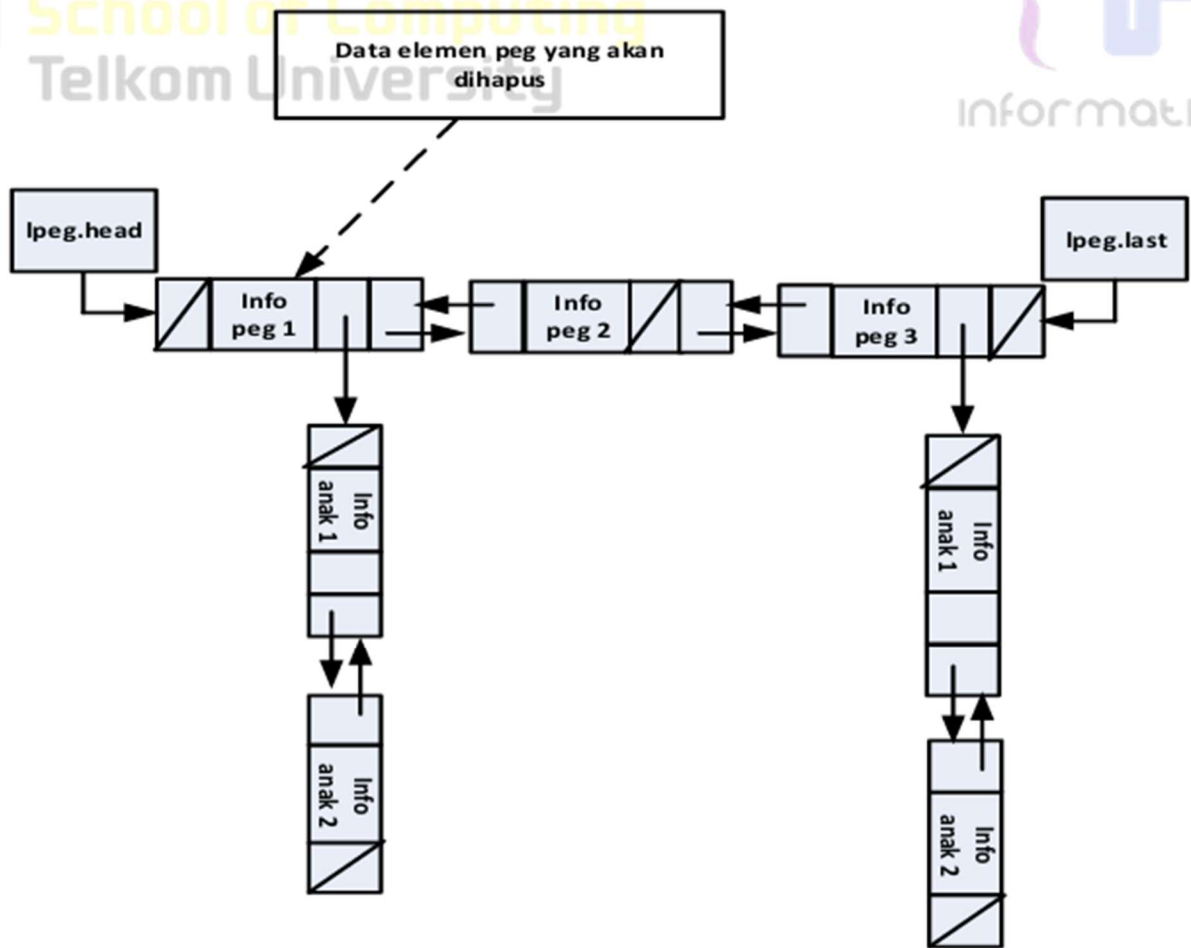 School of Computing
Telkom University
Data elemen peg yang akan
dihapus
informati
lpeg.head
lpeg.last
Info
peg 1
Info
peg 2
Info
peg 3
Info
anak 1
Info
anak 1
Info
anak 2
Info
anak 2